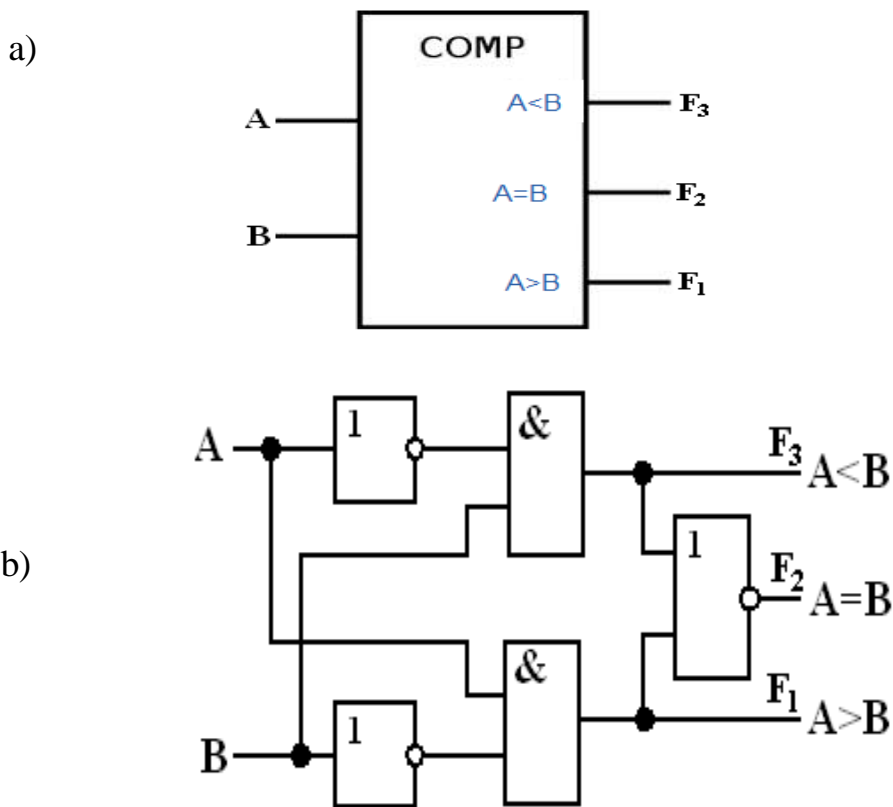 a)
COMP
A<B F₃
A
A=B F₂
B
A>B F₁
b)
1 &
A F₃ A<B
1
F₂ A=B
&
F₁ A>B
1
B